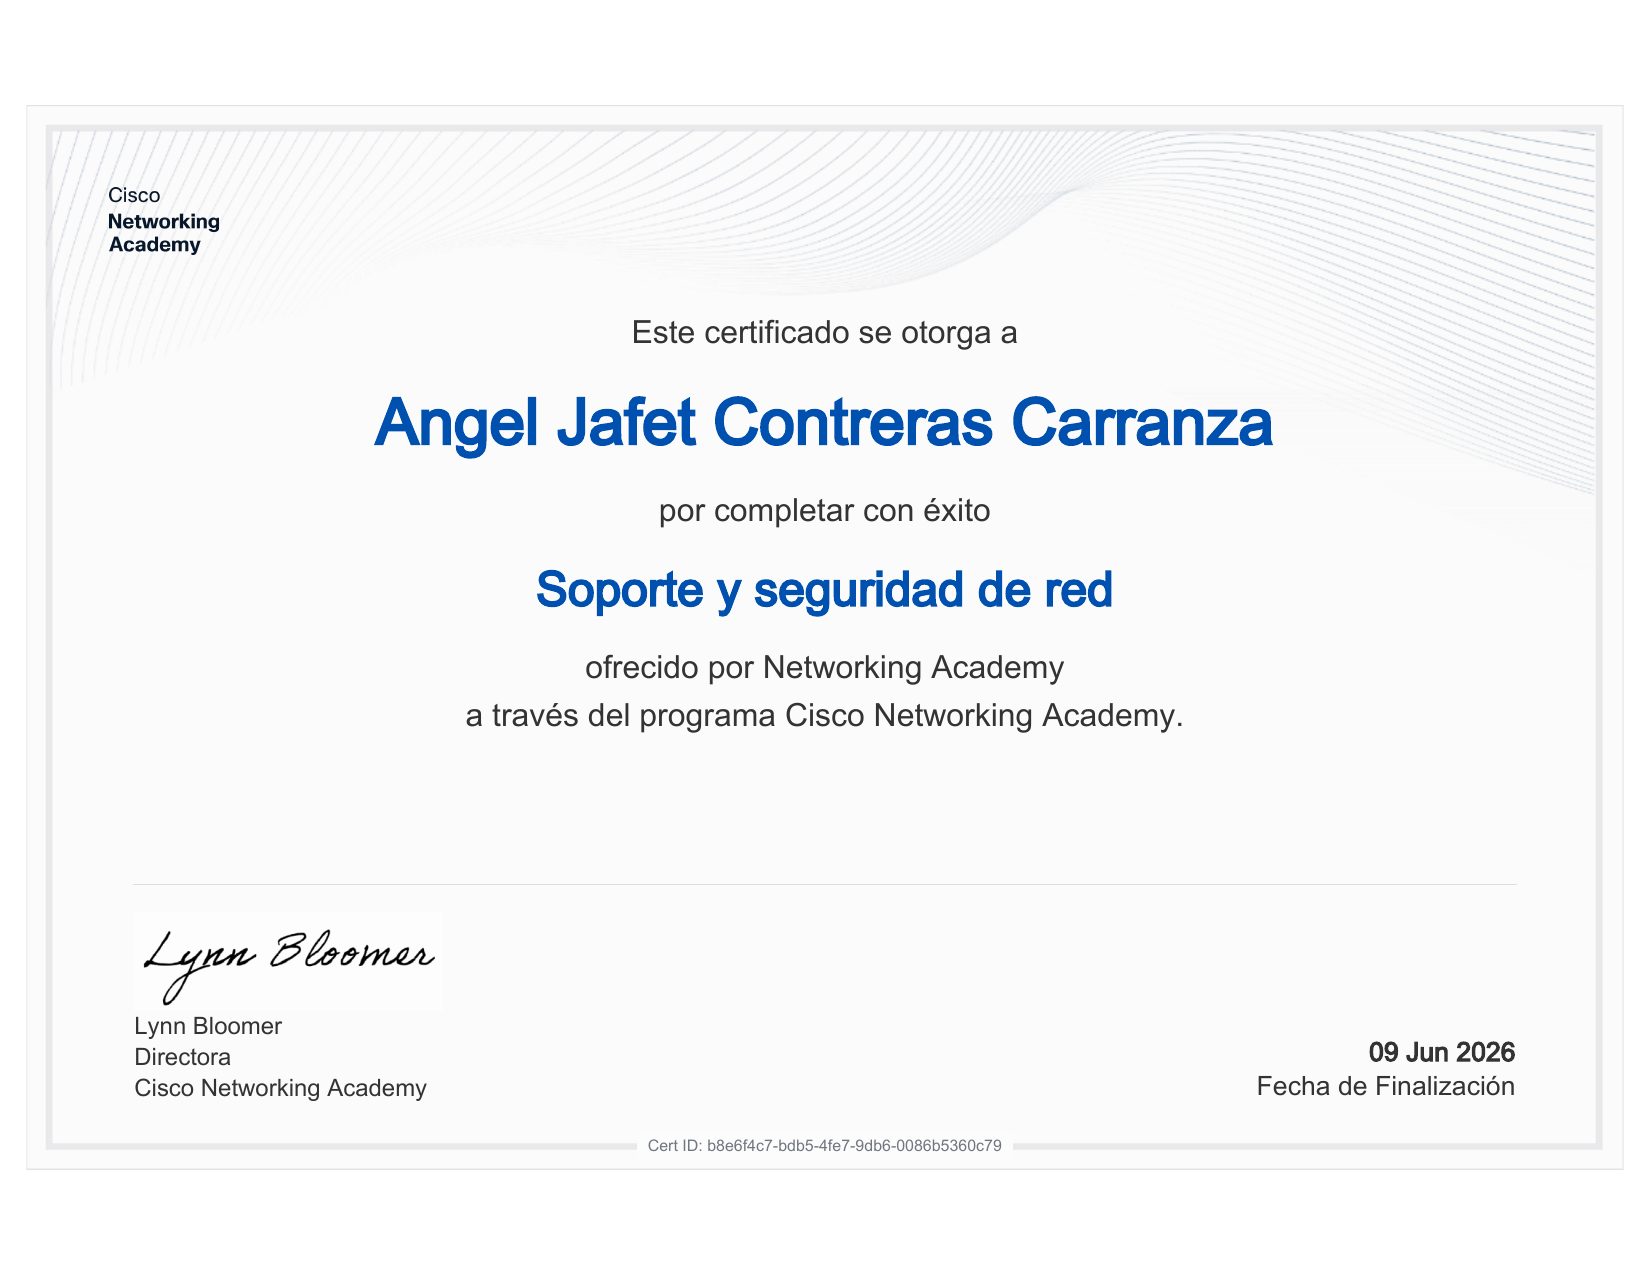 Cisco
Networking
Academy
Este certificado se otorga a
Angel Jafet Contreras Carranza
por completar con éxito
Soporte y seguridad de red
ofrecido por Networking Academy
a través del programa Cisco Networking Academy.
Lynn Bloomer
Lynn Bloomer
Directora
Cisco Networking Academy
09 Jun 2026
Fecha de Finalización
Cert ID: b8e6f4c7-bdb5-4fe7-9db6-0086b5360c79